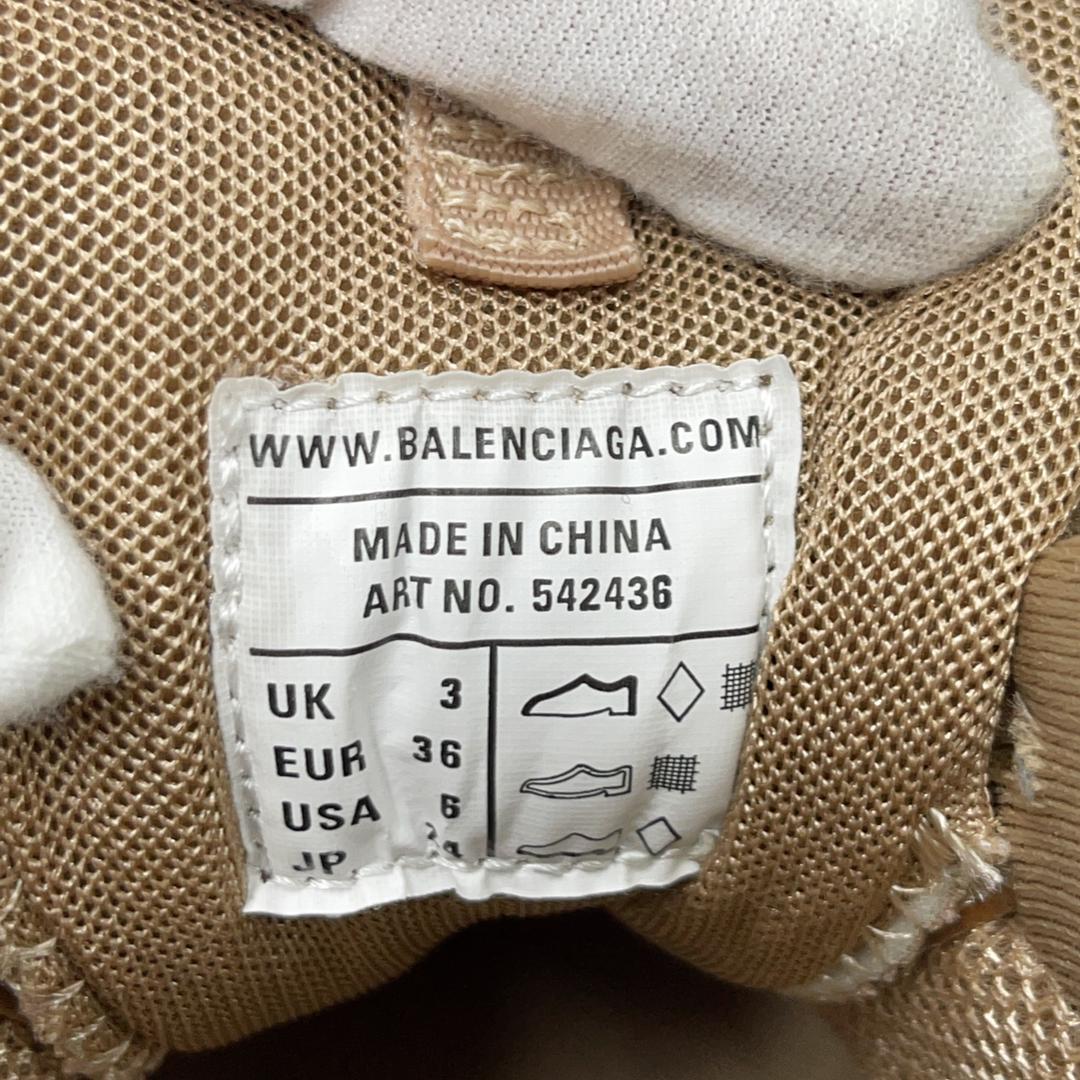 WWW.BALENCIAGA.COM
MADE IN CHINA
ART NO. 542436
UK 3
EUR 36
USA 6
JP